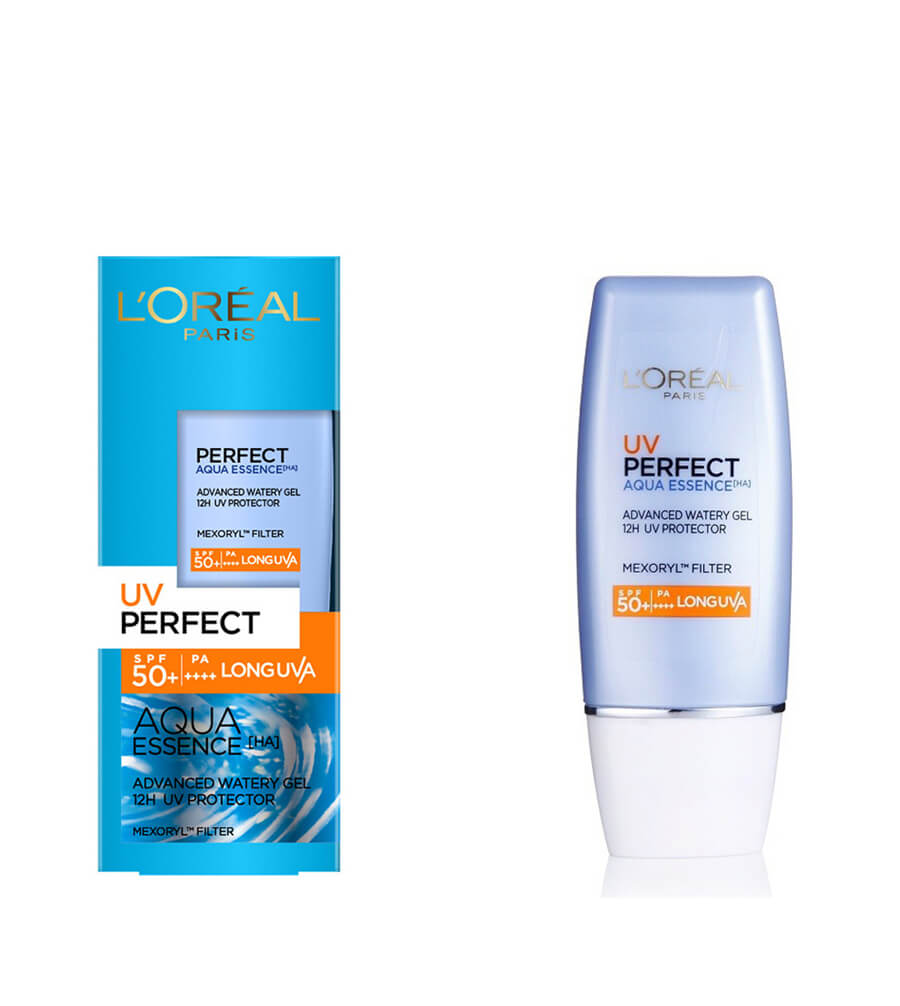 L'ORÉAL
PARiS
PERFECT
AQUA ESSENCE[HA]
ADVANCED WATERY GEL
12H UV PROTECTOR
MEXORYL™ FILTER
SPF 50+ PA ++++ LONG UVA
UV
PERFECT
SPF 50+ PA ++++ LONG UVA
AQUA
ESSENCE [HA]
ADVANCED WATERY GEL
12H UV PROTECTOR
MEXORYL™ FILTER
L'ORÉAL
PARiS
UV
PERFECT
AQUA ESSENCE[HA]
ADVANCED WATERY GEL
12H UV PROTECTOR
MEXORYL™ FILTER
SPF 50+ PA ++++ LONG UVA